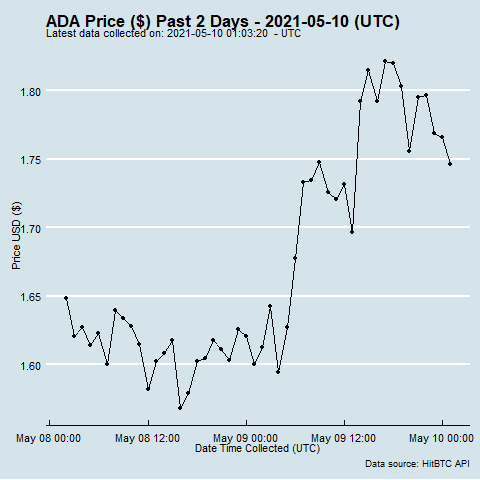 ADA Price ($) Past 2 Days - 2021-05-10 (UTC)
Latest data collected on: 2021-05-10 01:03:20 - UTC
1.80
1.75
1.70
1.65
1.60
Price USD ($)
May 08 00:00 May 08 12:00 May 09 00:00 May 09 12:00 May 10 00:00
Date Time Collected (UTC)
Data source: HitBTC API